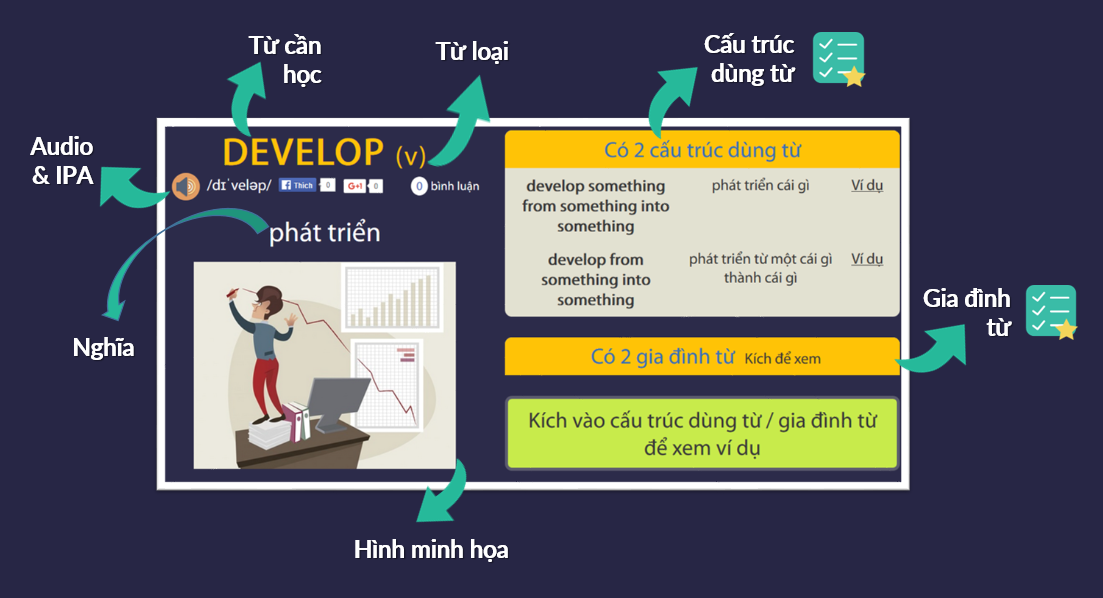 Từ cần
học
Từ loại
Cấu trúc
dùng từ
Audio
& IPA
DEVELOP (v)
/dɪˈveləp/ Thích 0 G+1 0 0 bình luận
phát triển
Nghĩa
Có 2 cấu trúc dùng từ
develop something phát triển cái gì Ví dụ
from something into
something
develop from phát triển từ một cái gì Ví dụ
something into thành cái gì
something
Gia đình
từ
Có 2 gia đình từ Kích để xem
Kích vào cấu trúc dùng từ / gia đình từ
để xem ví dụ
Hình minh họa